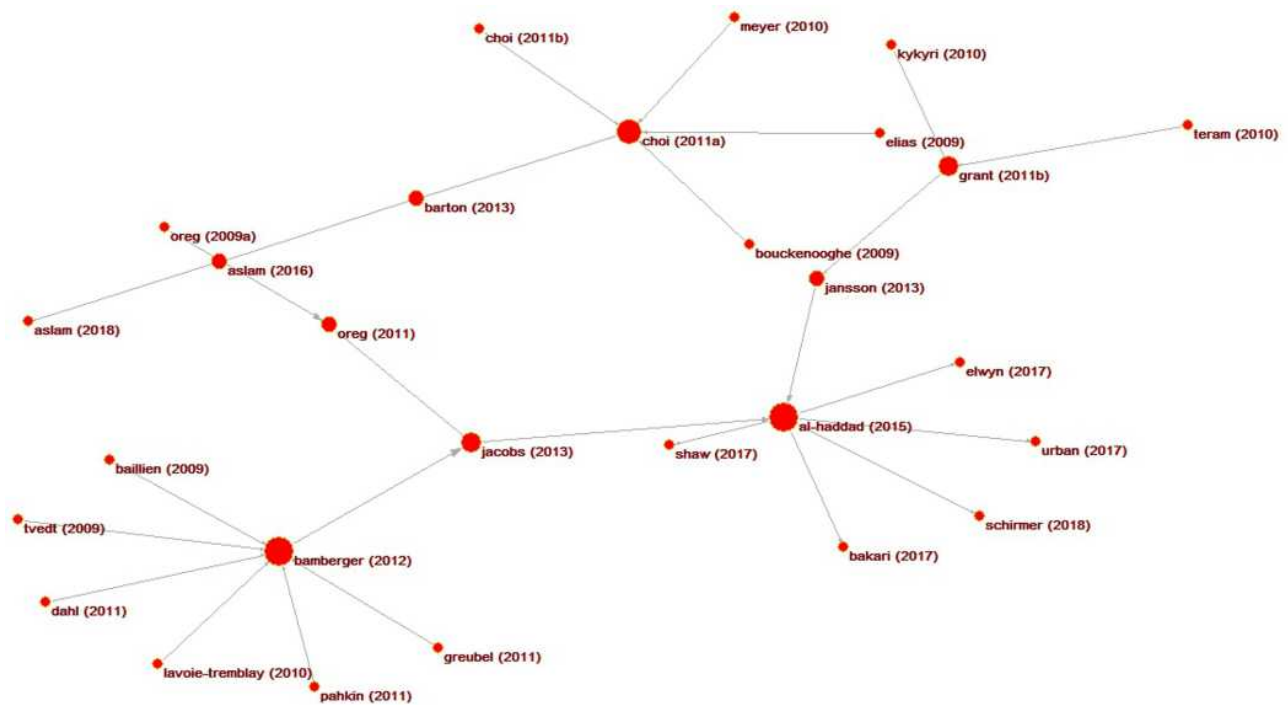 meyer (2010)
choi (2011b)
kykyri (2010)
teram (2010)
choi (2011a)
elias (2009)
grant (2011b)
barton (2013)
oreg (2009a)
bouckenooghe (2009)
aslam (2016)
jansson (2013)
aslam (2018)
oreg (2011)
elwyn (2017)
al-haddad (2015)
jacobs (2013)
shaw (2017)
urban (2017)
baillien (2009)
tvedt (2009)
schirmer (2018)
bamberger (2012)
bakari (2017)
dahl (2011)
greubel (2011)
lavoie-tremblay (2010)
pahkin (2011)